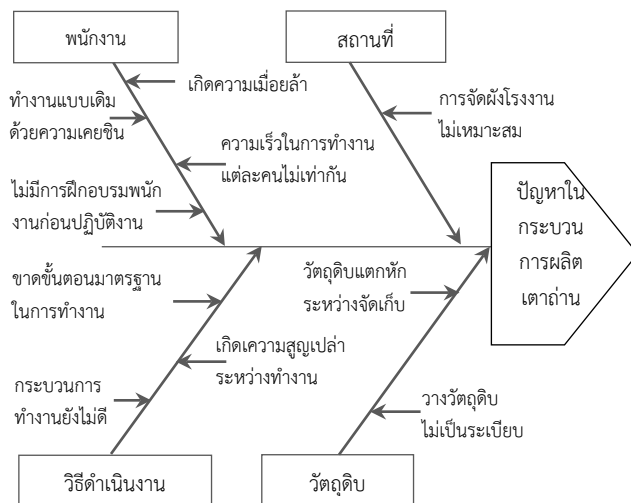 พนักงาน
สถานที่
เกิดความเมื่อยล้า
ทำงานแบบเดิม
ด้วยความเคยชิน
การจัดผังโรงงาน
ไม่เหมาะสม
ความเร็วในการทำงาน
แต่ละคนไม่เท่ากัน
ไม่มีการฝึกอบรมพนัก
งานก่อนปฏิบัติงาน
ปัญหาใน
กระบวน
การผลิต
เตาถ่าน
ขาดขั้นตอนมาตรฐาน
ในการทำงาน
วัตถุดิบแตกหัก
ระหว่างจัดเก็บ
เกิดเความสูญเปล่า
ระหว่างทำงาน
กระบวนการ
ทำงานยังไม่ดี
วางวัตถุดิบ
ไม่เป็นระเบียบ
วิธีดำเนินงาน
วัตถุดิบ